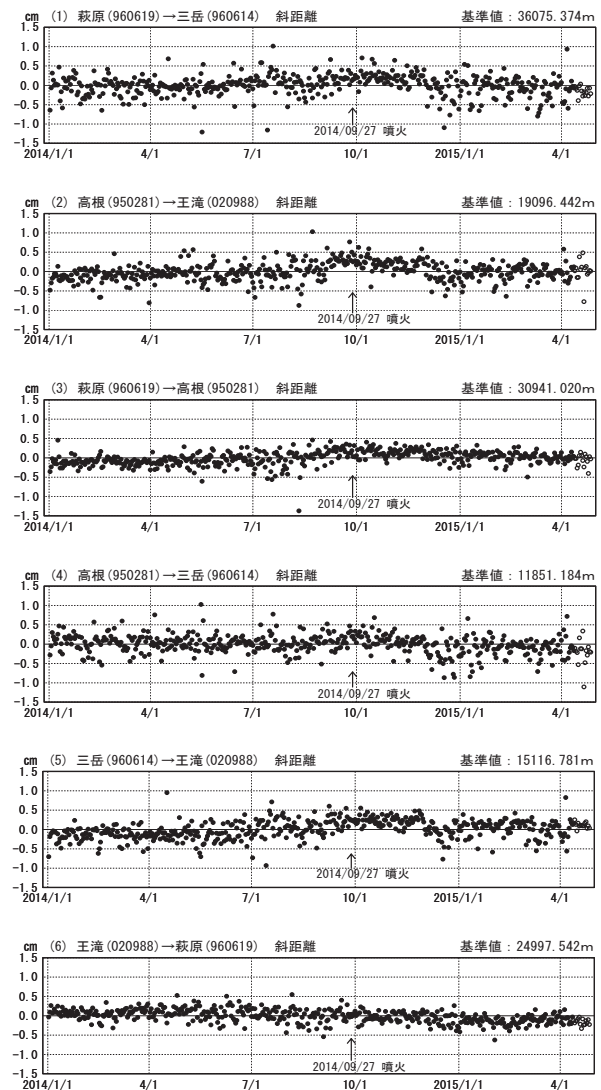 cm (1) 萩原(960619)→三岳(960614) 斜距離 基準値：36075.374m
1.5
1.0
0.5
0.0
-0.5
-1.0
-1.5
2014/09/27 噴火
2014/1/1 4/1 7/1 10/1 2015/1/1 4/1
cm (2) 高根(950281)→王滝(020988) 斜距離 基準値：19096.442m
1.5
1.0
0.5
0.0
-0.5
-1.0
-1.5
2014/09/27 噴火
2014/1/1 4/1 7/1 10/1 2015/1/1 4/1
cm (3) 萩原(960619)→高根(950281) 斜距離 基準値：30941.020m
1.5
1.0
0.5
0.0
-0.5
-1.0
-1.5
2014/09/27 噴火
2014/1/1 4/1 7/1 10/1 2015/1/1 4/1
cm (4) 高根(950281)→三岳(960614) 斜距離 基準値：11851.184m
1.5
1.0
0.5
0.0
-0.5
-1.0
-1.5
2014/09/27 噴火
2014/1/1 4/1 7/1 10/1 2015/1/1 4/1
cm (5) 三岳(960614)→王滝(020988) 斜距離 基準値：15116.781m
1.5
1.0
0.5
0.0
-0.5
-1.0
-1.5
2014/09/27 噴火
2014/1/1 4/1 7/1 10/1 2015/1/1 4/1
cm (6) 王滝(020988)→萩原(960619) 斜距離 基準値：24997.542m
1.5
1.0
0.5
0.0
-0.5
-1.0
-1.5
2014/09/27 噴火
2014/1/1 4/1 7/1 10/1 2015/1/1 4/1